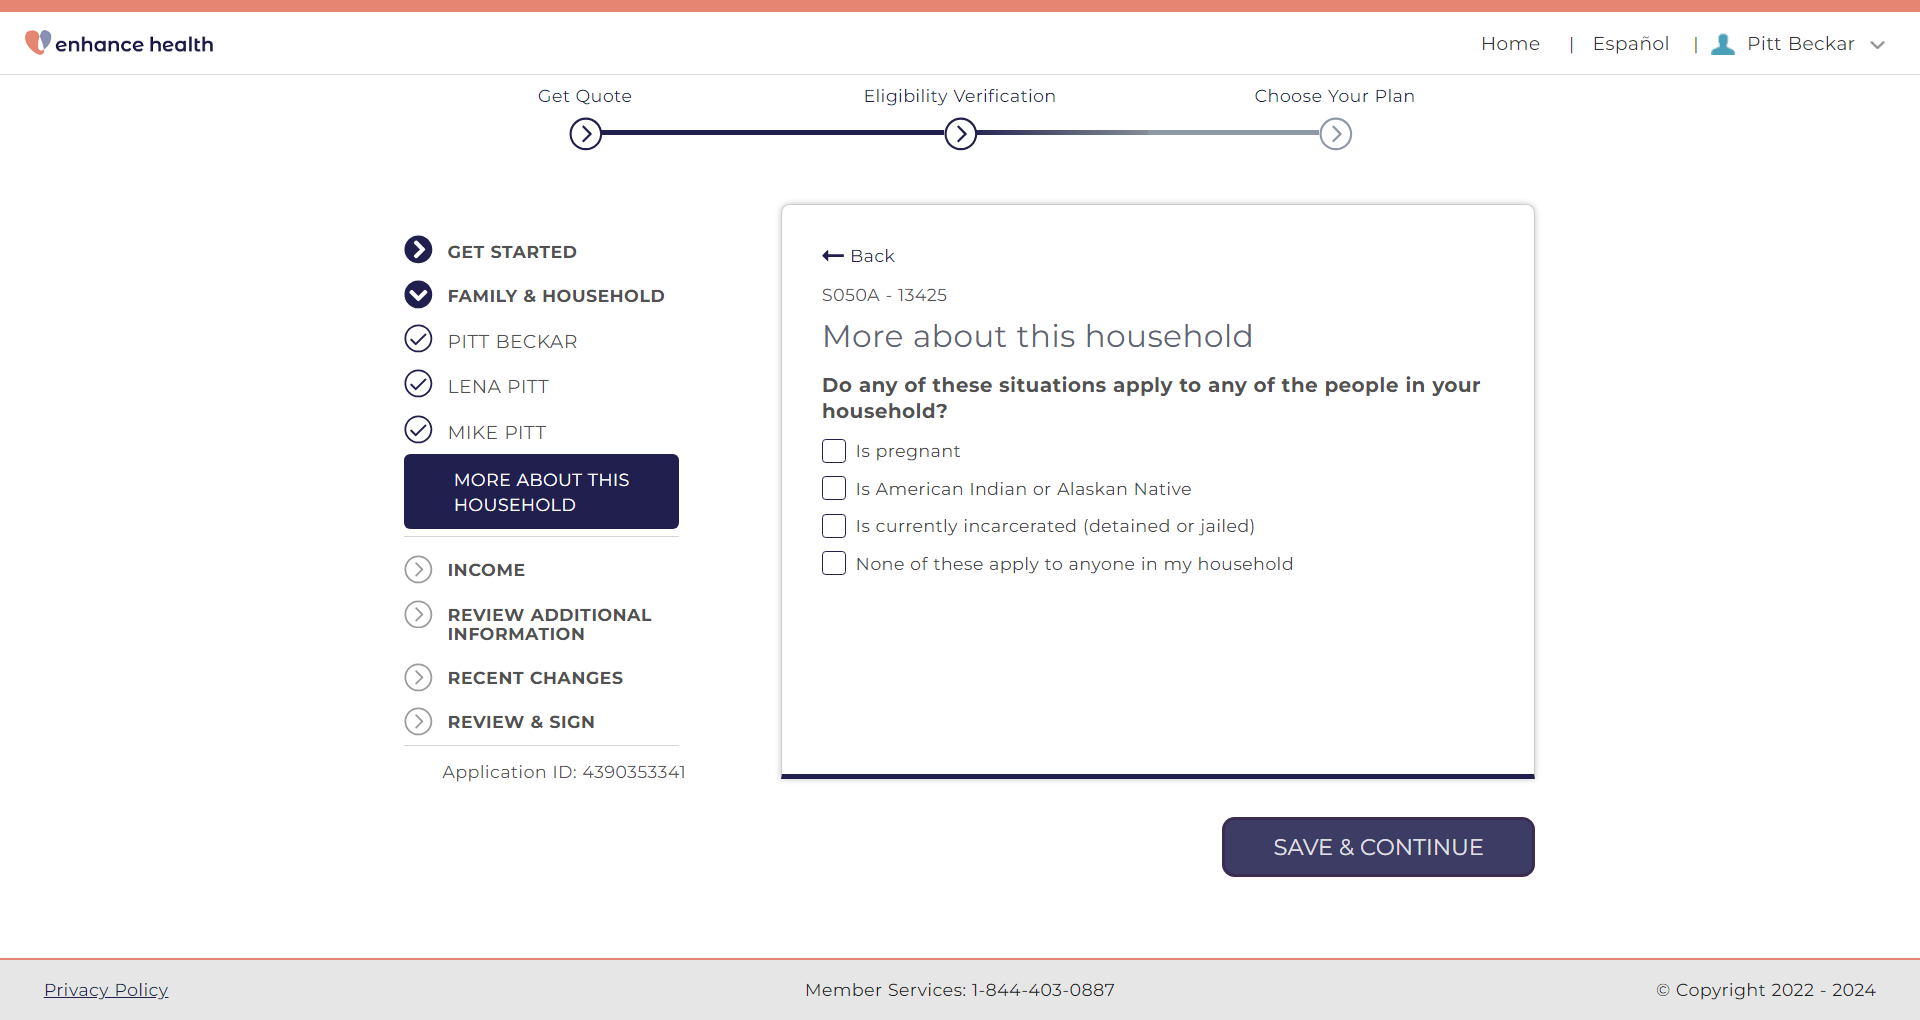 enhance health
Home | Español | Pitt Beckar
Get Quote
Eligibility Verification
Choose Your Plan
GET STARTED
FAMILY & HOUSEHOLD
PITT BECKAR
LENA PITT
MIKE PITT
MORE ABOUT THIS
HOUSEHOLD
INCOME
REVIEW ADDITIONAL
INFORMATION
RECENT CHANGES
REVIEW & SIGN
Application ID: 4390353341
Back
S050A - 13425
More about this household
Do any of these situations apply to any of the people in your
household?
Is pregnant
Is American Indian or Alaskan Native
Is currently incarcerated (detained or jailed)
None of these apply to anyone in my household
SAVE & CONTINUE
Privacy Policy
Member Services: 1-844-403-0887
© Copyright 2022 - 2024